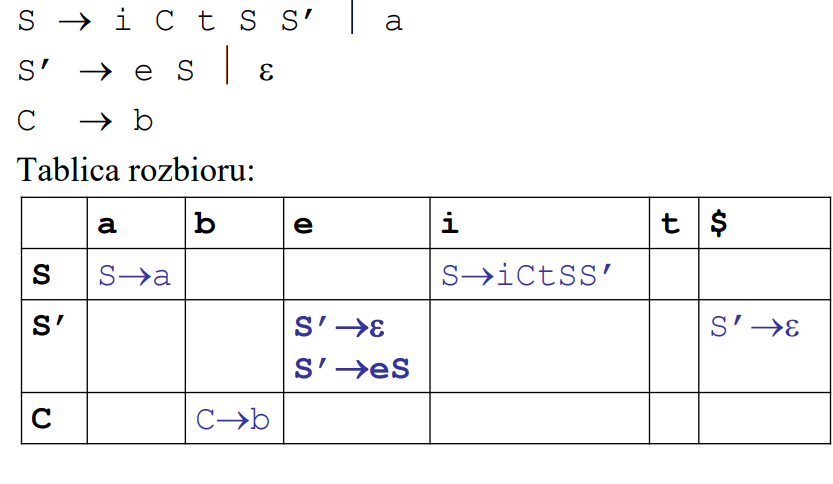 S → i C t S S′ | a
S′ → e S | ε
C → b
Tablica rozbioru:
a b e i t $
S S→a S→iCtSS′
S′ S′→ε S′→ε
S′→eS
C C→b